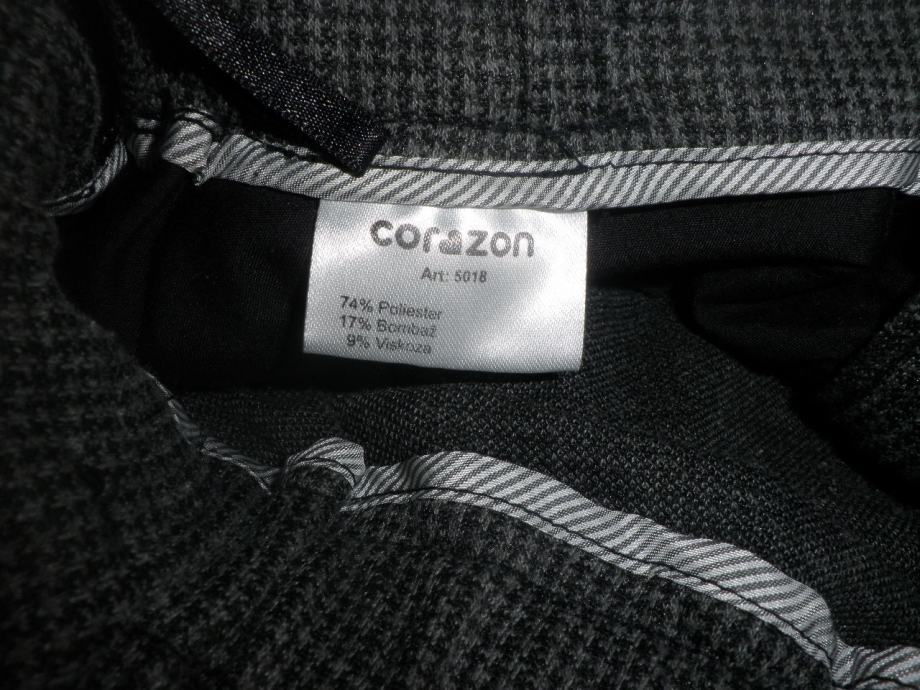 corazon
Art: 5018
74% Poliester
17% Bombaž
9% Viskoza